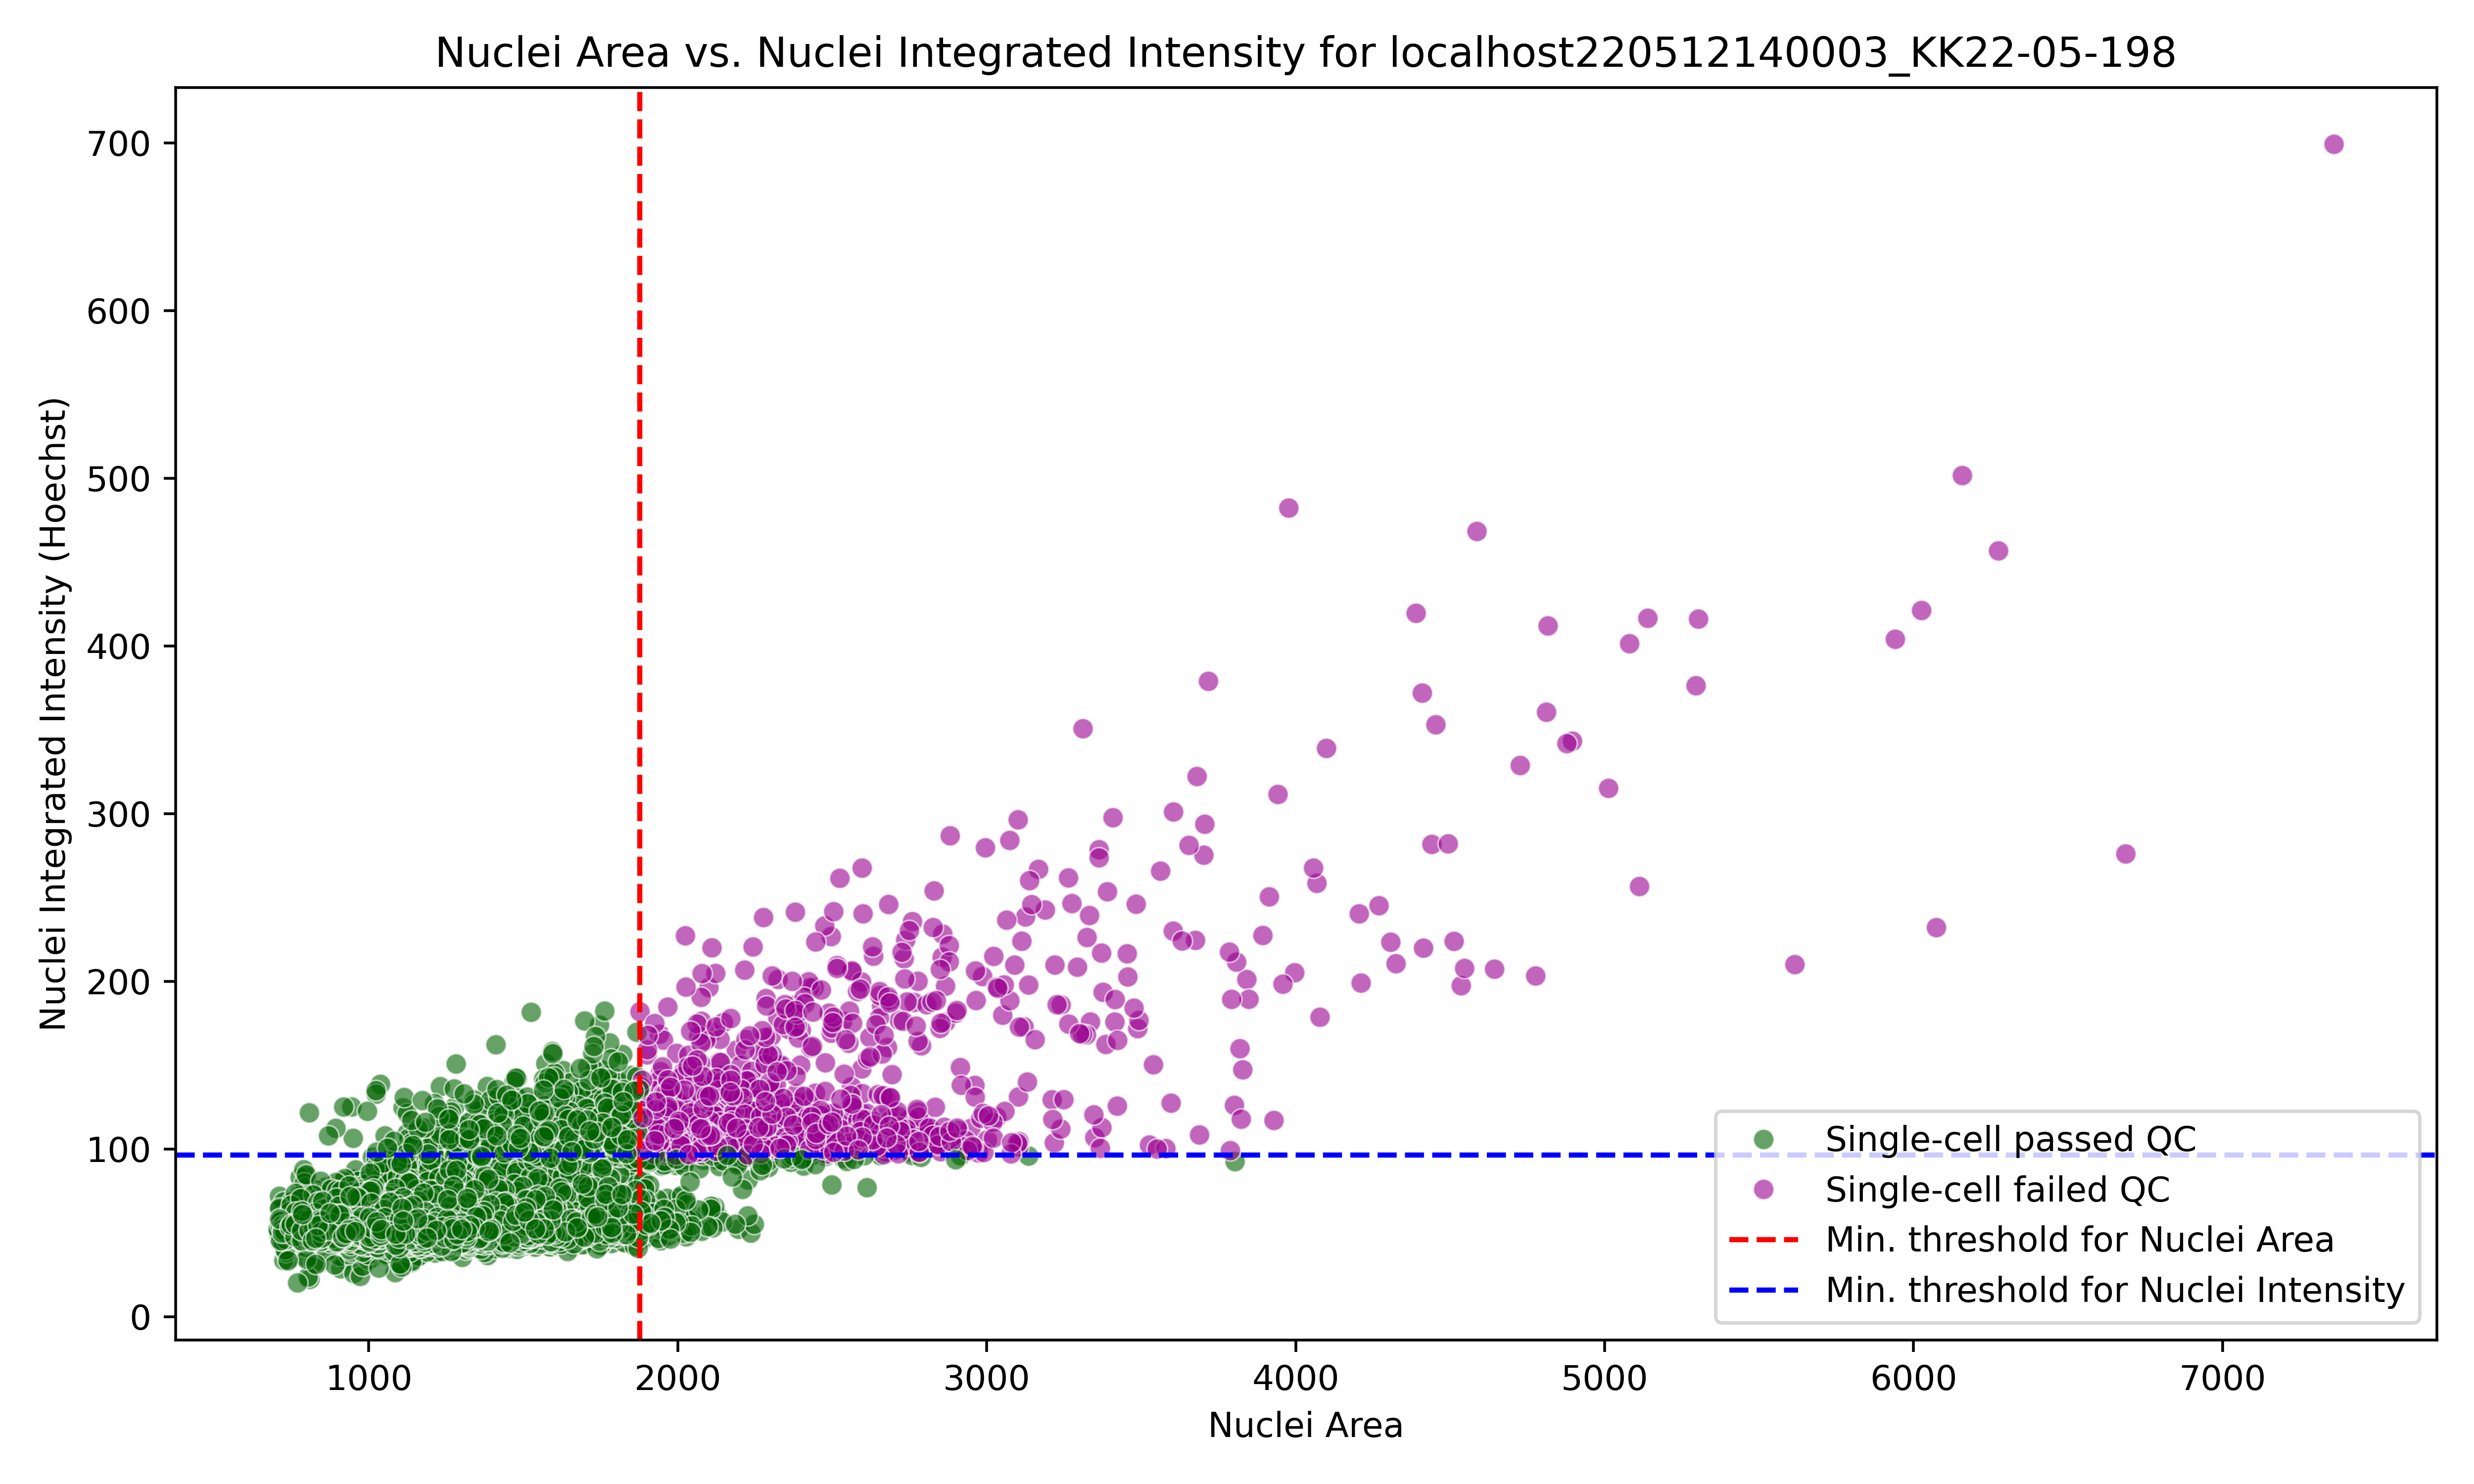 Nuclei Area vs. Nuclei Integrated Intensity for localhost220512140003_KK22-05-198
Nuclei Integrated Intensity (Hoechst)
700
600
500
400
300
200
100
0
Single-cell passed QC
Single-cell failed QC
Min. threshold for Nuclei Area
Min. threshold for Nuclei Intensity
1000 2000 3000 4000 5000 6000 7000
Nuclei Area